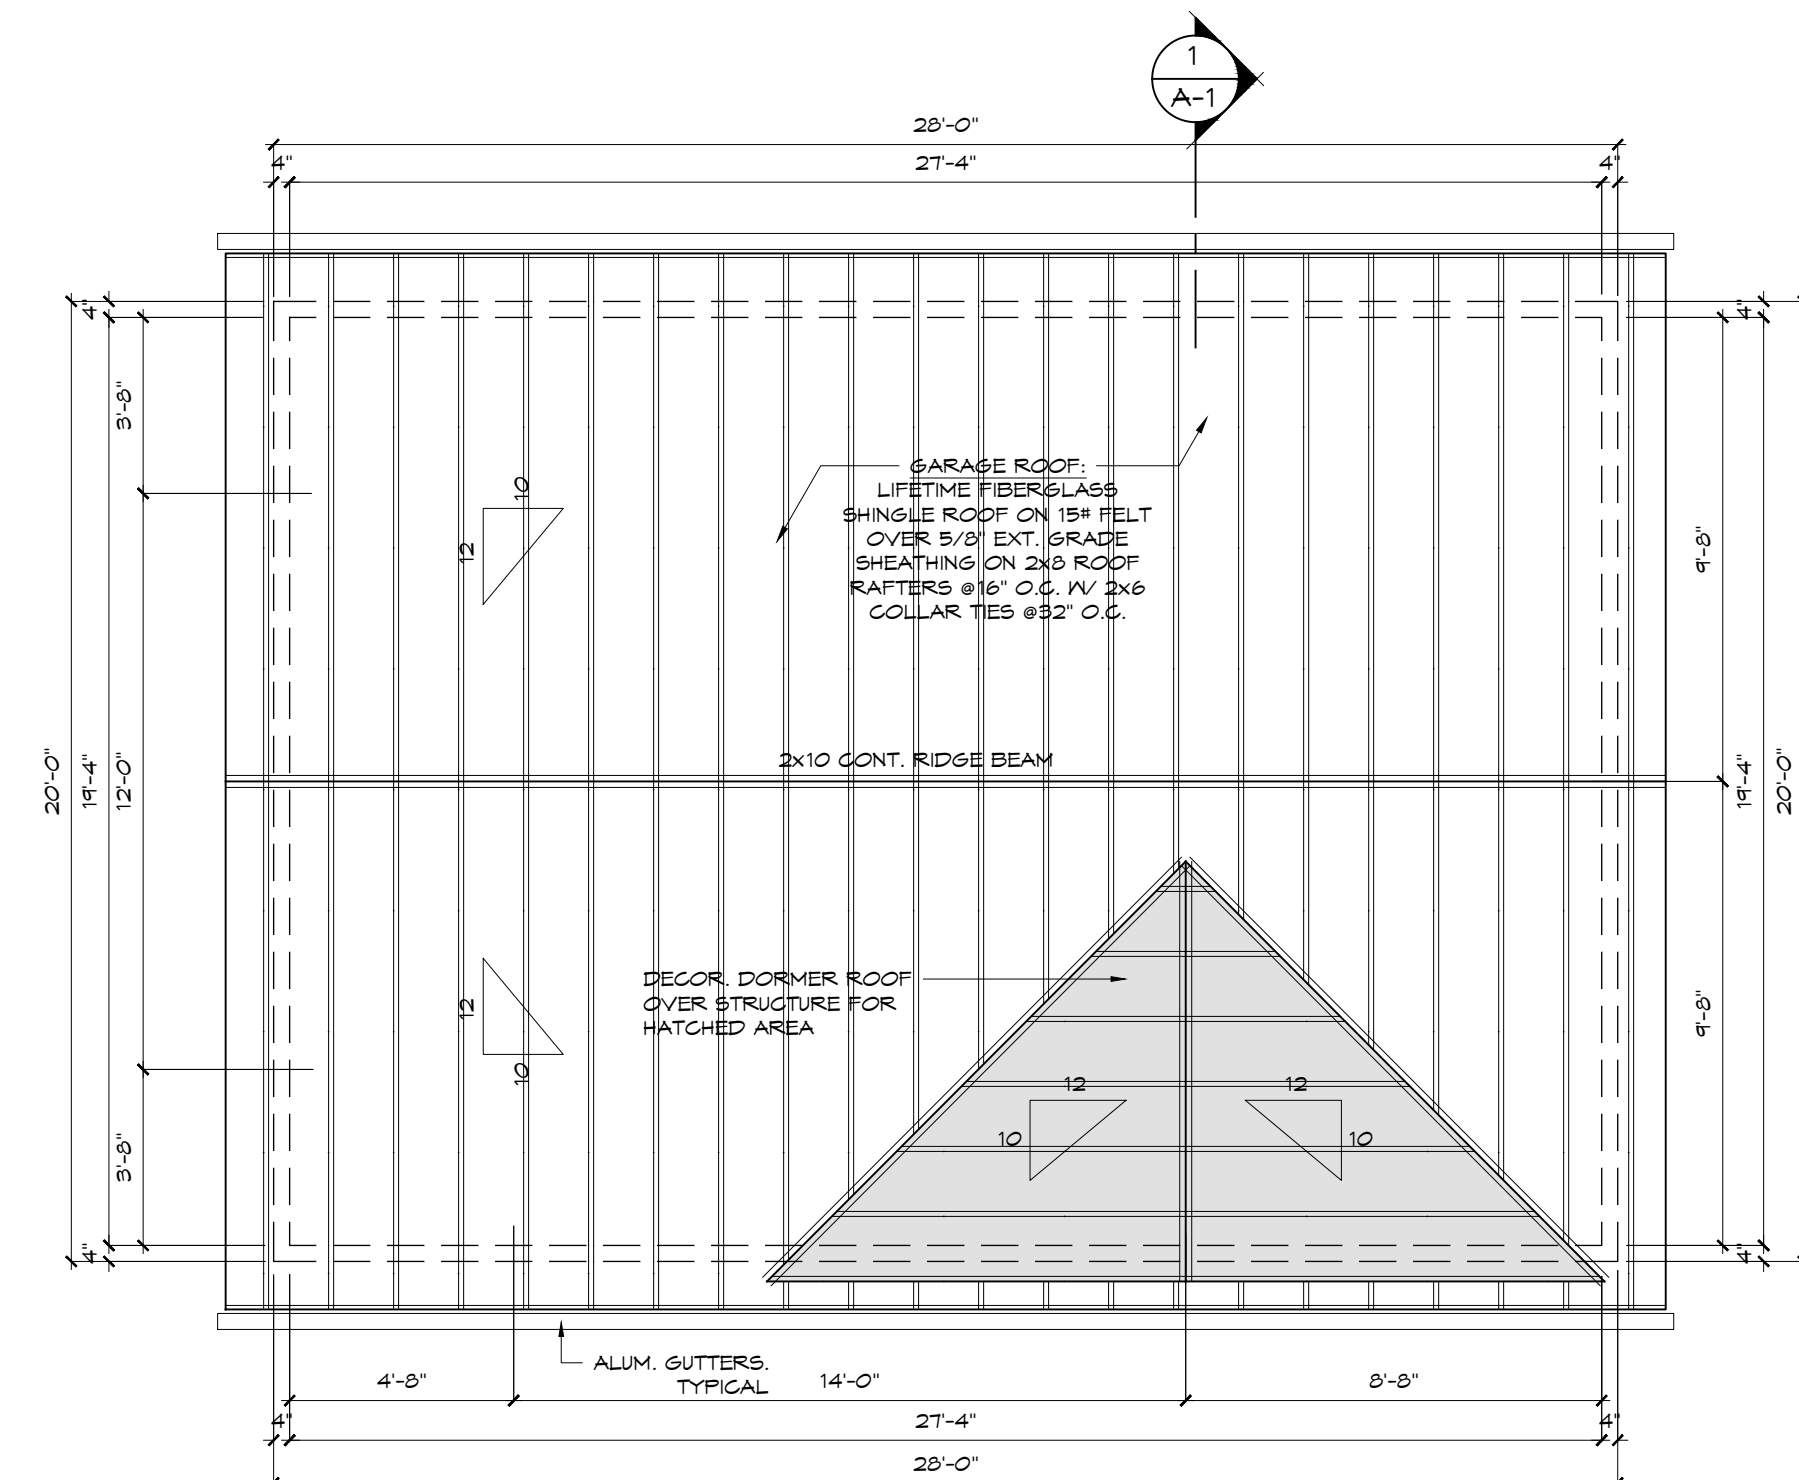 1
A-1
28'-0"
4"
27'-4"
4"
4"
4"
3'-8"
10
12
GARAGE ROOF:
LIFETIME FIBERGLASS
SHINGLE ROOF ON 15# FELT
OVER 5/8" EXT. GRADE
SHEATHING ON 2x8 ROOF
RAFTERS @16" O.C. W/ 2x6
COLLAR TIES @32" O.C.
9'-8"
2x10 CONT. RIDGE BEAM
20'-0"
19'-4"
12'-0"
19'-4"
20'-0"
DECOR. DORMER ROOF
OVER STRUCTURE FOR
HATCHED AREA
12
10
9'-8"
12
12
10
10
3'-8"
4"
4"
ALUM. GUTTERS.
TYPICAL
4'-8"
14'-0"
8'-8"
4"
27'-4"
4"
28'-0"